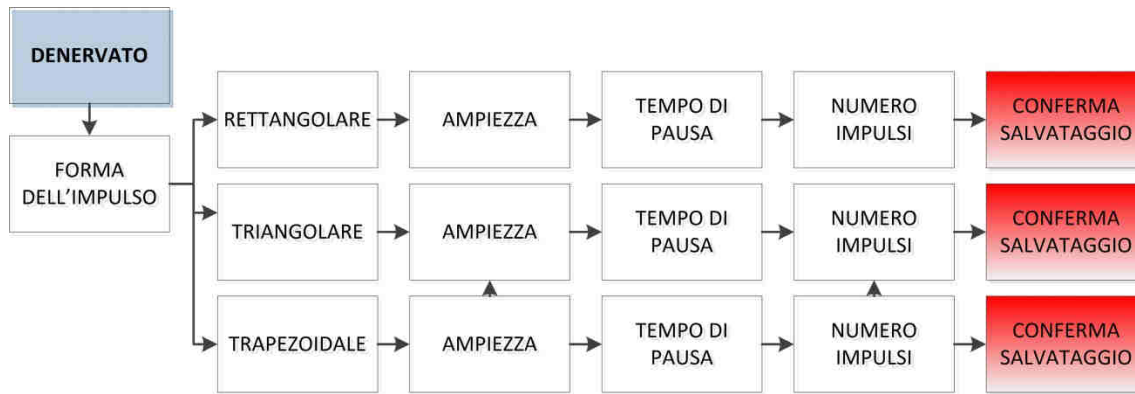 DENERVATO
FORMA
DELL'IMPULSO
RETTANGOLARE
AMPIEZZA
TEMPO DI
PAUSA
NUMERO
IMPULSI
CONFERMA
SALVATAGGIO
TRIANGOLARE
AMPIEZZA
TEMPO DI
PAUSA
NUMERO
IMPULSI
CONFERMA
SALVATAGGIO
TRAPEZOIDALE
AMPIEZZA
TEMPO DI
PAUSA
NUMERO
IMPULSI
CONFERMA
SALVATAGGIO